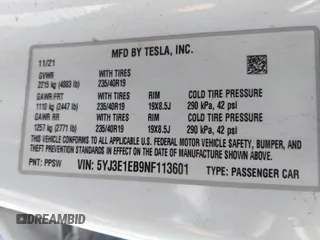 MFD BY TESLA, INC.
11/21
GVWR WITH TIRES
2215 kg (4883 lb) 235/40R19
GAWR FRT WITH TIRES RIM COLD TIRE PRESSURE
1110 kg (2447 lb) 235/40R19 19X8.5J 290 kPa, 42 psi
GAWR RR WITH TIRES RIM COLD TIRE PRESSURE
1257 kg (2771 lb) 235/40R19 19X8.5J 290 kPa, 42 psi
THIS VEHICLE CONFORMS TO ALL APPLICABLE FEDERAL MOTOR VEHICLE SAFETY, BUMPER, AND
THEFT PREVENTION STANDARDS IN EFFECT ON THE DATE OF MANUFACTURE SHOWN ABOVE.
PNT: PPSW VIN: 5YJ3E1EB9NF113601 TYPE: PASSENGER CAR
DREAMBID